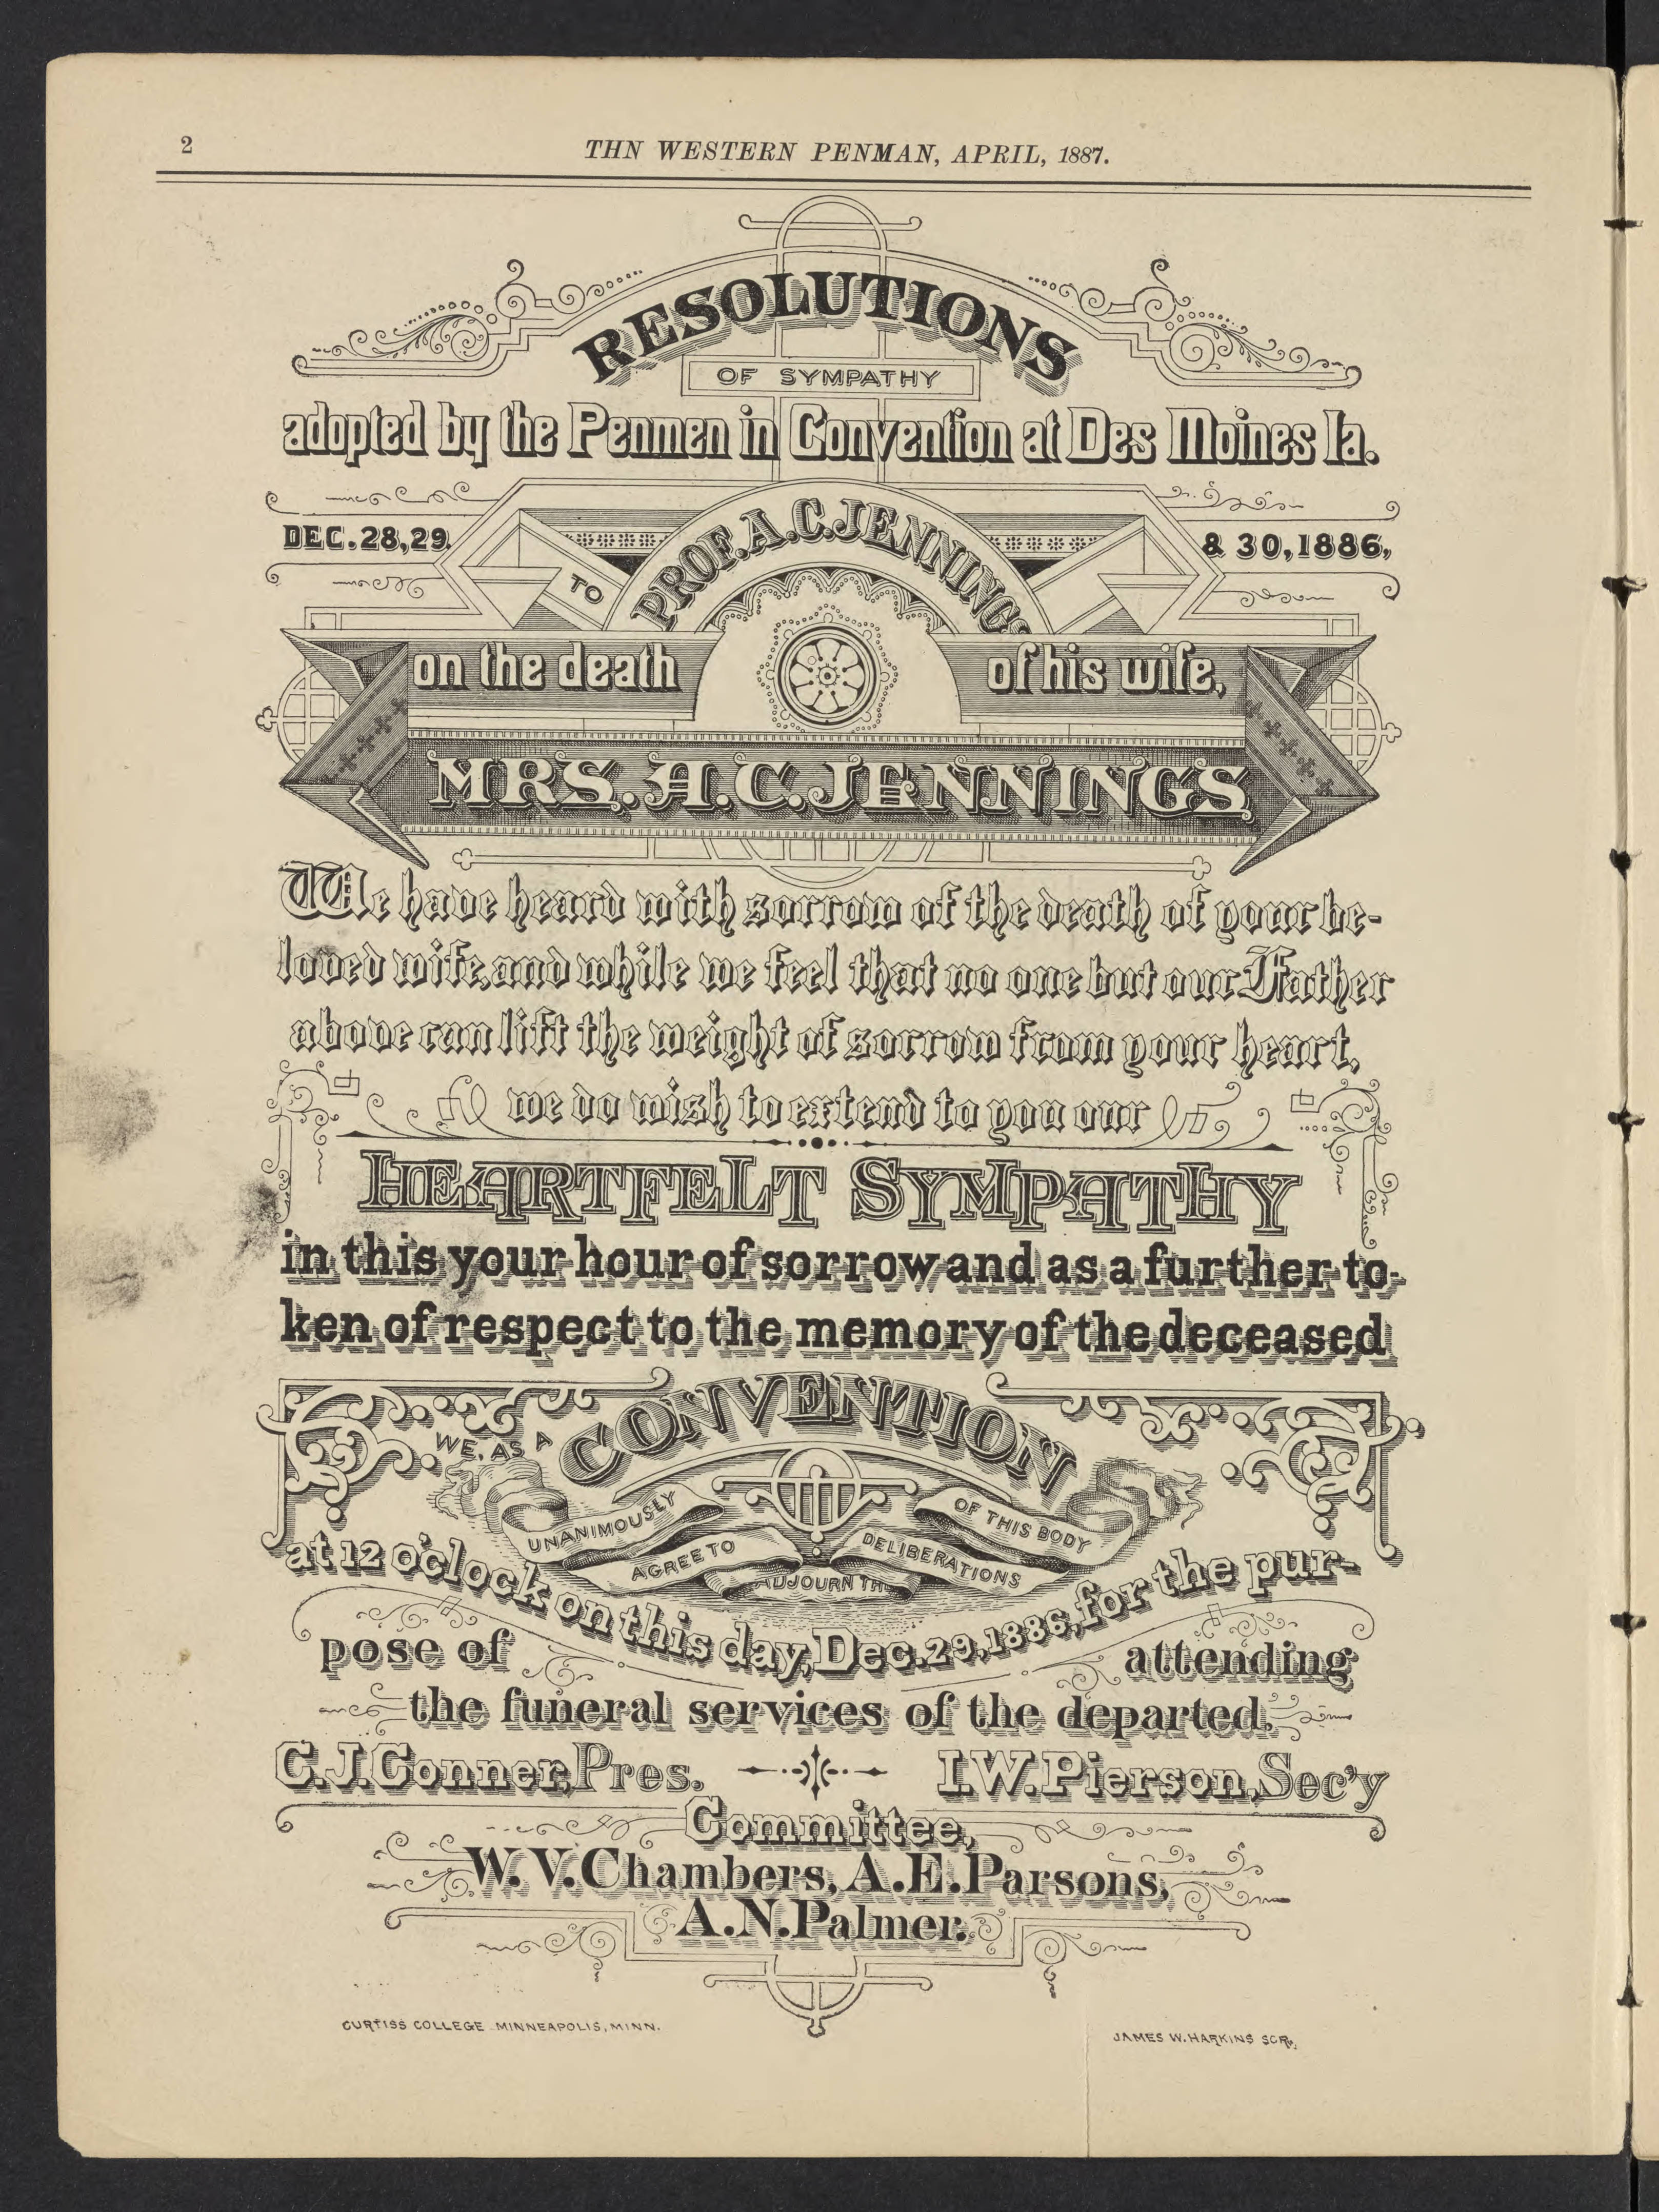 2
THN WESTERN PENMAN, APRIL, 1887.
RESOLUTIONS
OF SYMPATHY
adopted by the Penmen in Convention at Des Moines Ia.
DEC. 28, 29, & 30, 1886,
TO PROF. A. C. JENNINGS
on the death of his wife,
MRS. A. C. JENNINGS
We have heard with sorrow of the death of your be-
loved wife, and while we feel that no one but our Father
above can lift the weight of sorrow from your heart,
we do wish to extend to you our
HEARTFELT SYMPATHY
in this your hour of sorrow and as a further to-
ken of respect to the memory of the deceased
WE, AS A CONVENTION
UNANIMOUSLY
AGREE TO
ADJOURN THE
DELIBERATIONS
OF THIS BODY
at 12 o'clock on this day, Dec. 29, 1886, for the pur-
pose of attending
the funeral services of the departed.
C. J. Conner, Pres. I. W. Pierson, Sec'y
Committee,
W. V. Chambers, A. E. Parsons,
A. N. Palmer.
CURTISS COLLEGE MINNEAPOLIS, MINN.
JAMES W. HARKINS SCR.